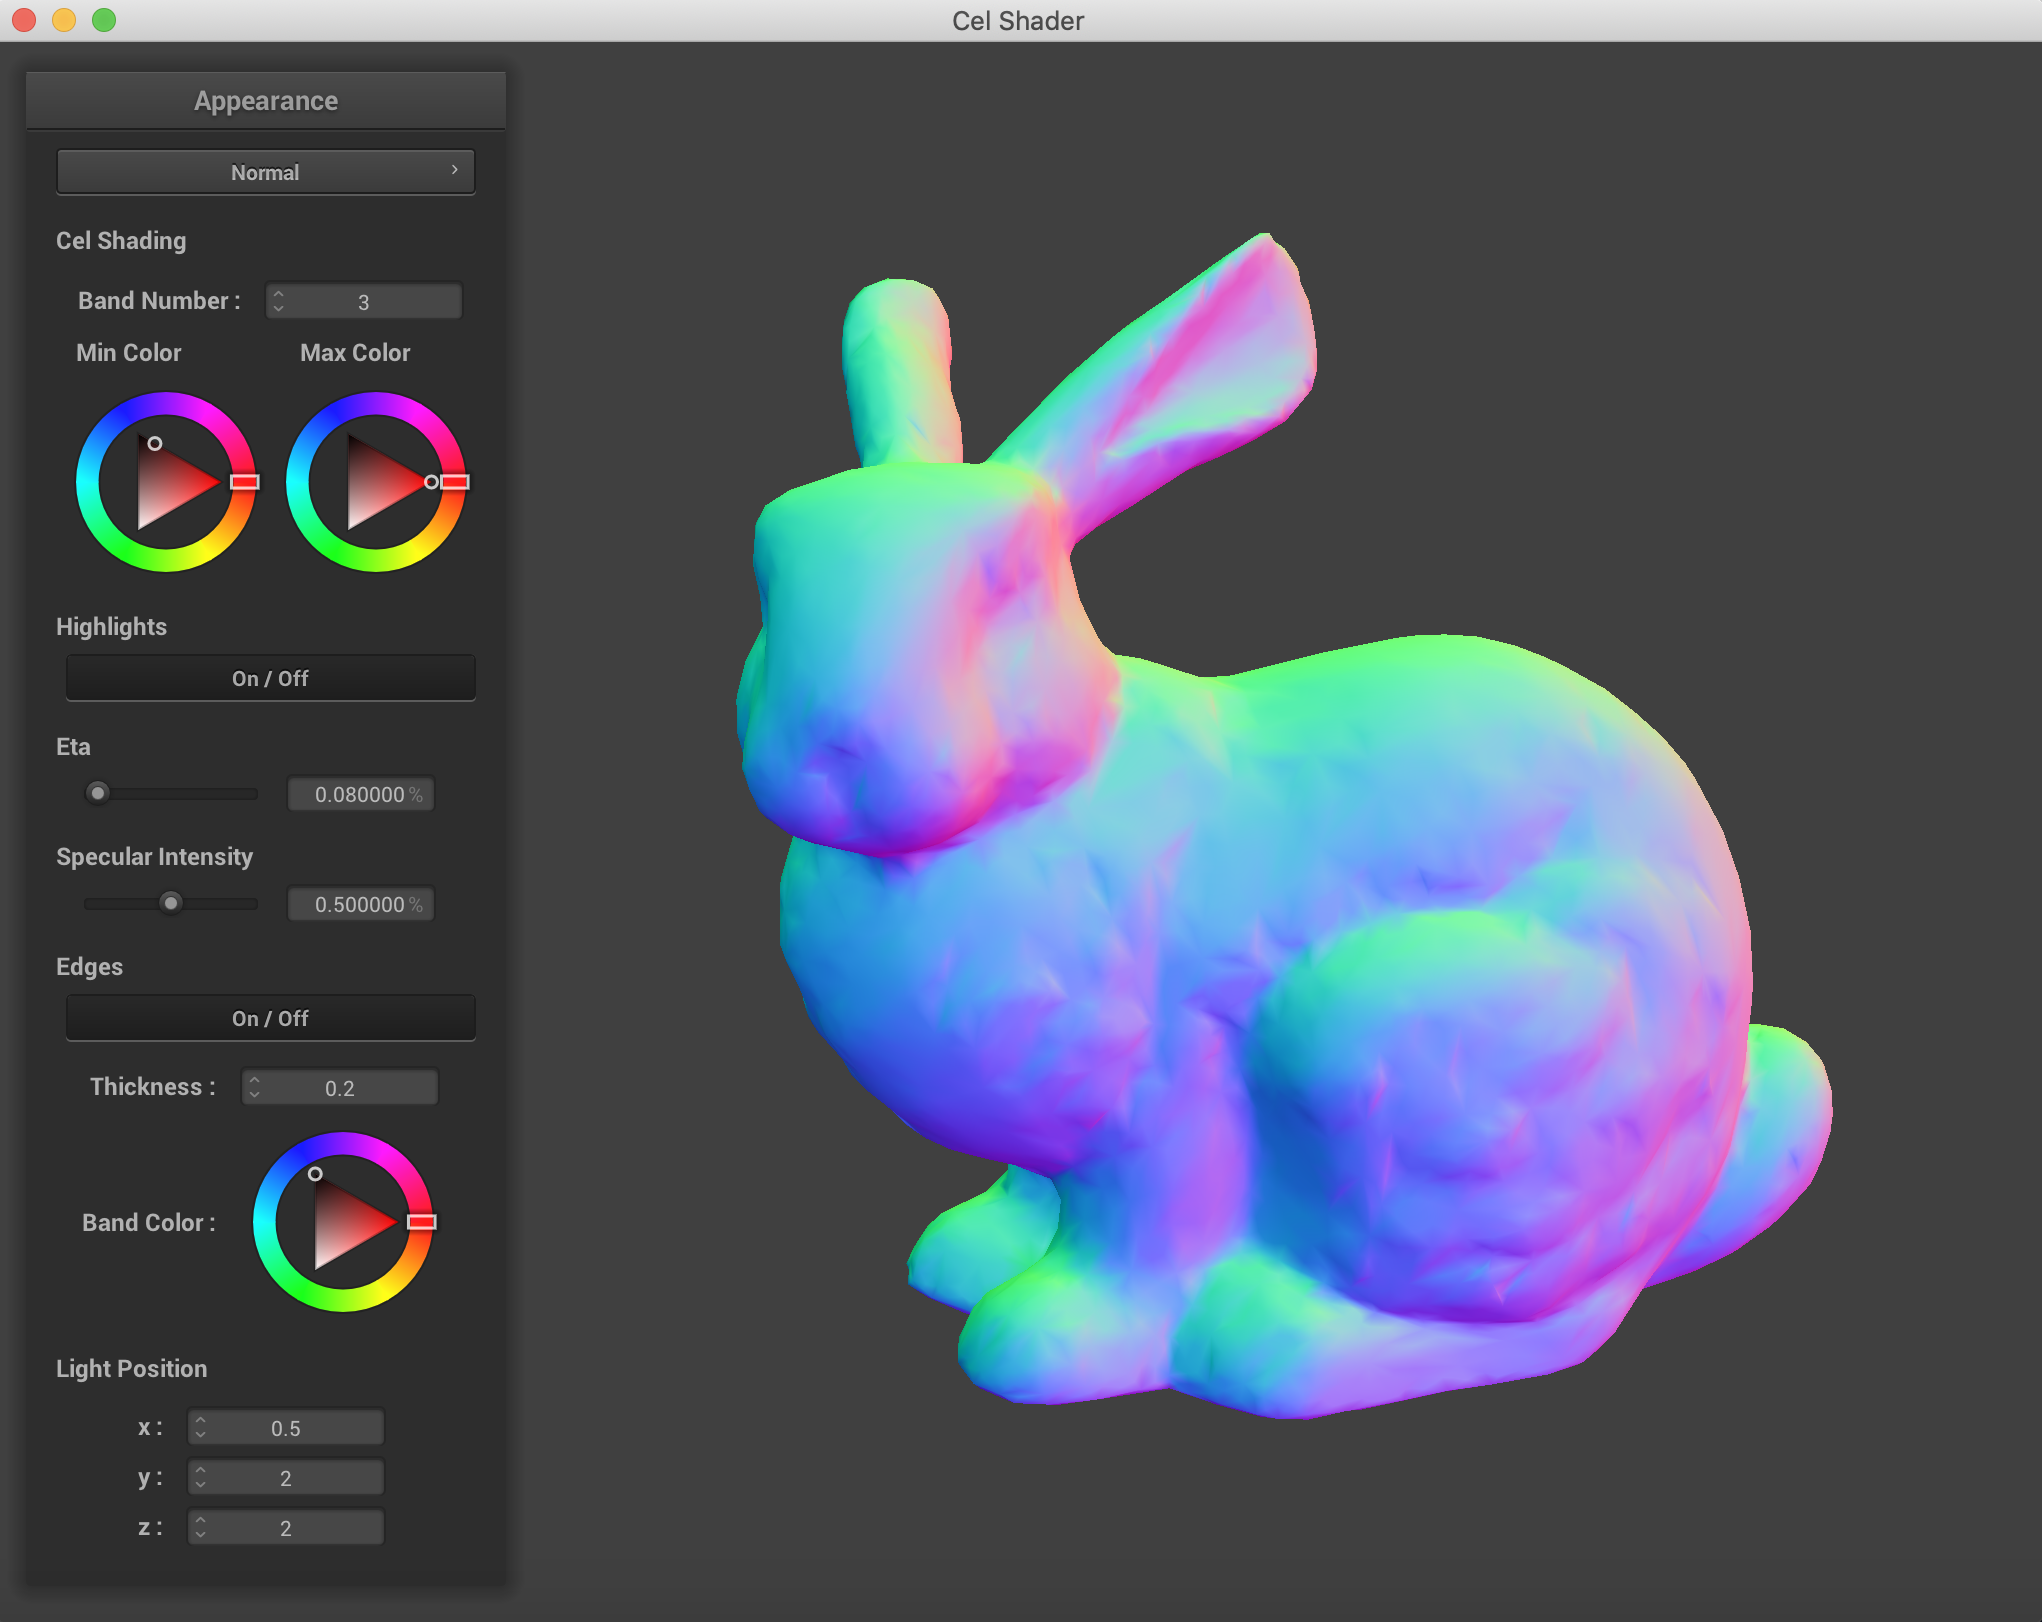 Cel Shader
Appearance
Normal
Cel Shading
Band Number : 3
Min Color Max Color
Highlights
On / Off
Eta
0.080000 %
Specular Intensity
0.500000 %
Edges
On / Off
Thickness : 0.2
Band Color :
Light Position
x : 0.5
y : 2
z : 2